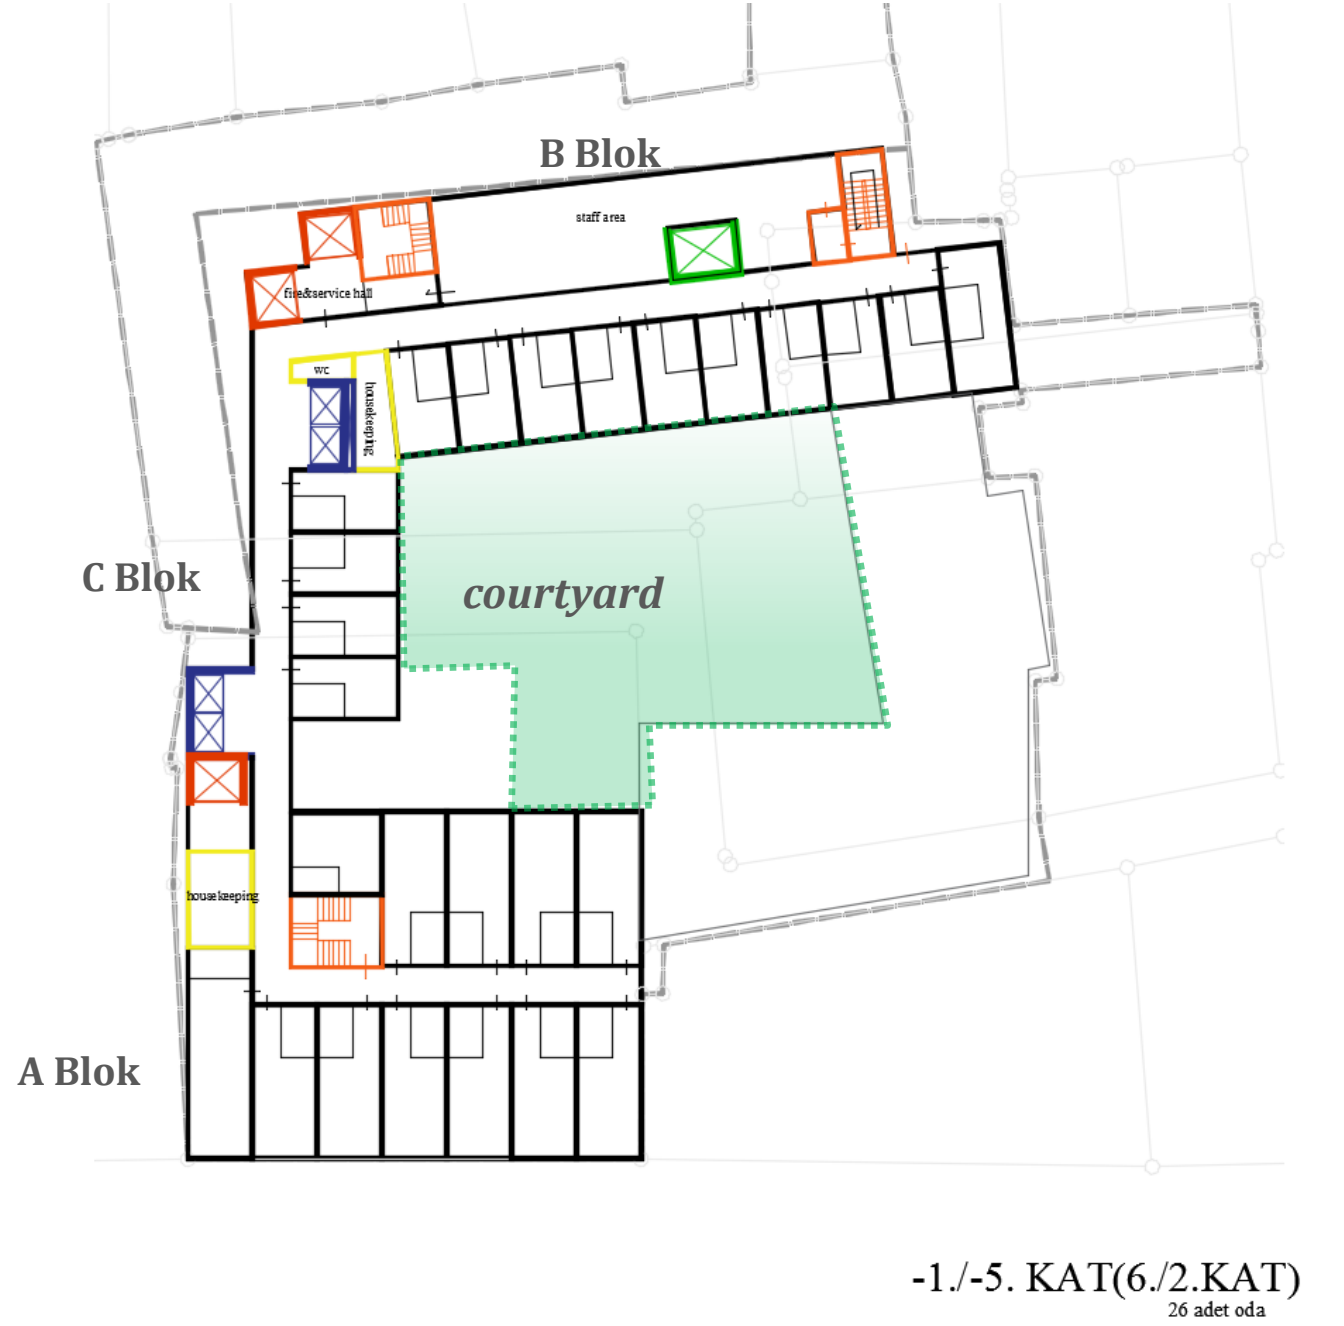 B Blok
staff area
fire&service hall
wc
housekeeping
C Blok
courtyard
housekeeping
A Blok
-1./-5. KAT(6./2.KAT)
26 adet oda